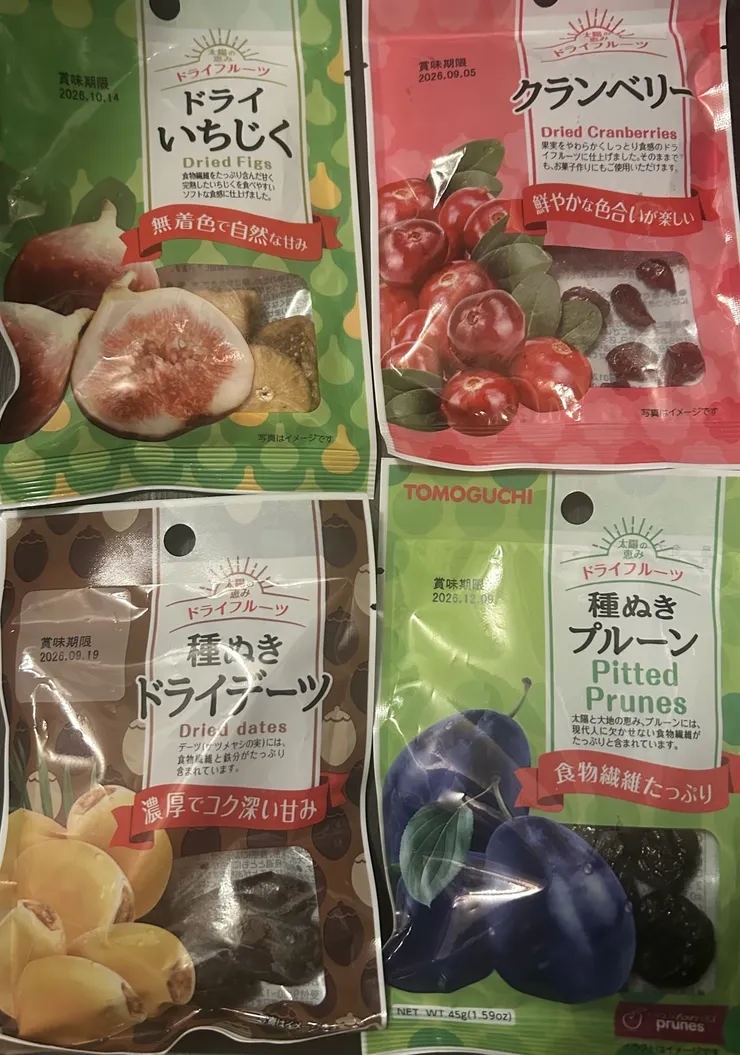 太陽の
恵み
ドライフルーツ
賞味期限
2026.10.14
ドライ
いちじく
Dried Figs
食物繊維をたっぷり含んだ甘く
完熟したいちじくを食べやすい
ソフトな食感に仕上げました。
無着色で自然な甘み
写真はイメージです
太陽の
恵み
ドライフルーツ
賞味期限
2026.09.05
クランベリー
Dried Cranberries
果実をやわらかくしっとり食感のドラ
イフルーツに仕上げました。そのままで
も、お菓子作りにもご使用いただけます。
鮮やかな色合いが楽しい
写真はイメージです
太陽の
恵み
ドライフルーツ
賞味期限
2026.09.19
種ぬき
ドライデーツ
Dried dates
デーツ(ナツメヤシの実)には、
食物繊維と鉄分がたっぷり
含まれています。
濃厚でコク深い甘み
TOMOGUCHI
太陽の
恵み
ドライフルーツ
賞味期限
2026.12.09
種ぬき
プルーン
Pitted
Prunes
太陽と大地の恵み、プルーンには、
現代人に欠かせない食物繊維が
たっぷりと含まれています。
食物繊維たっぷり
NET WT.45g(1.59oz)
prunes